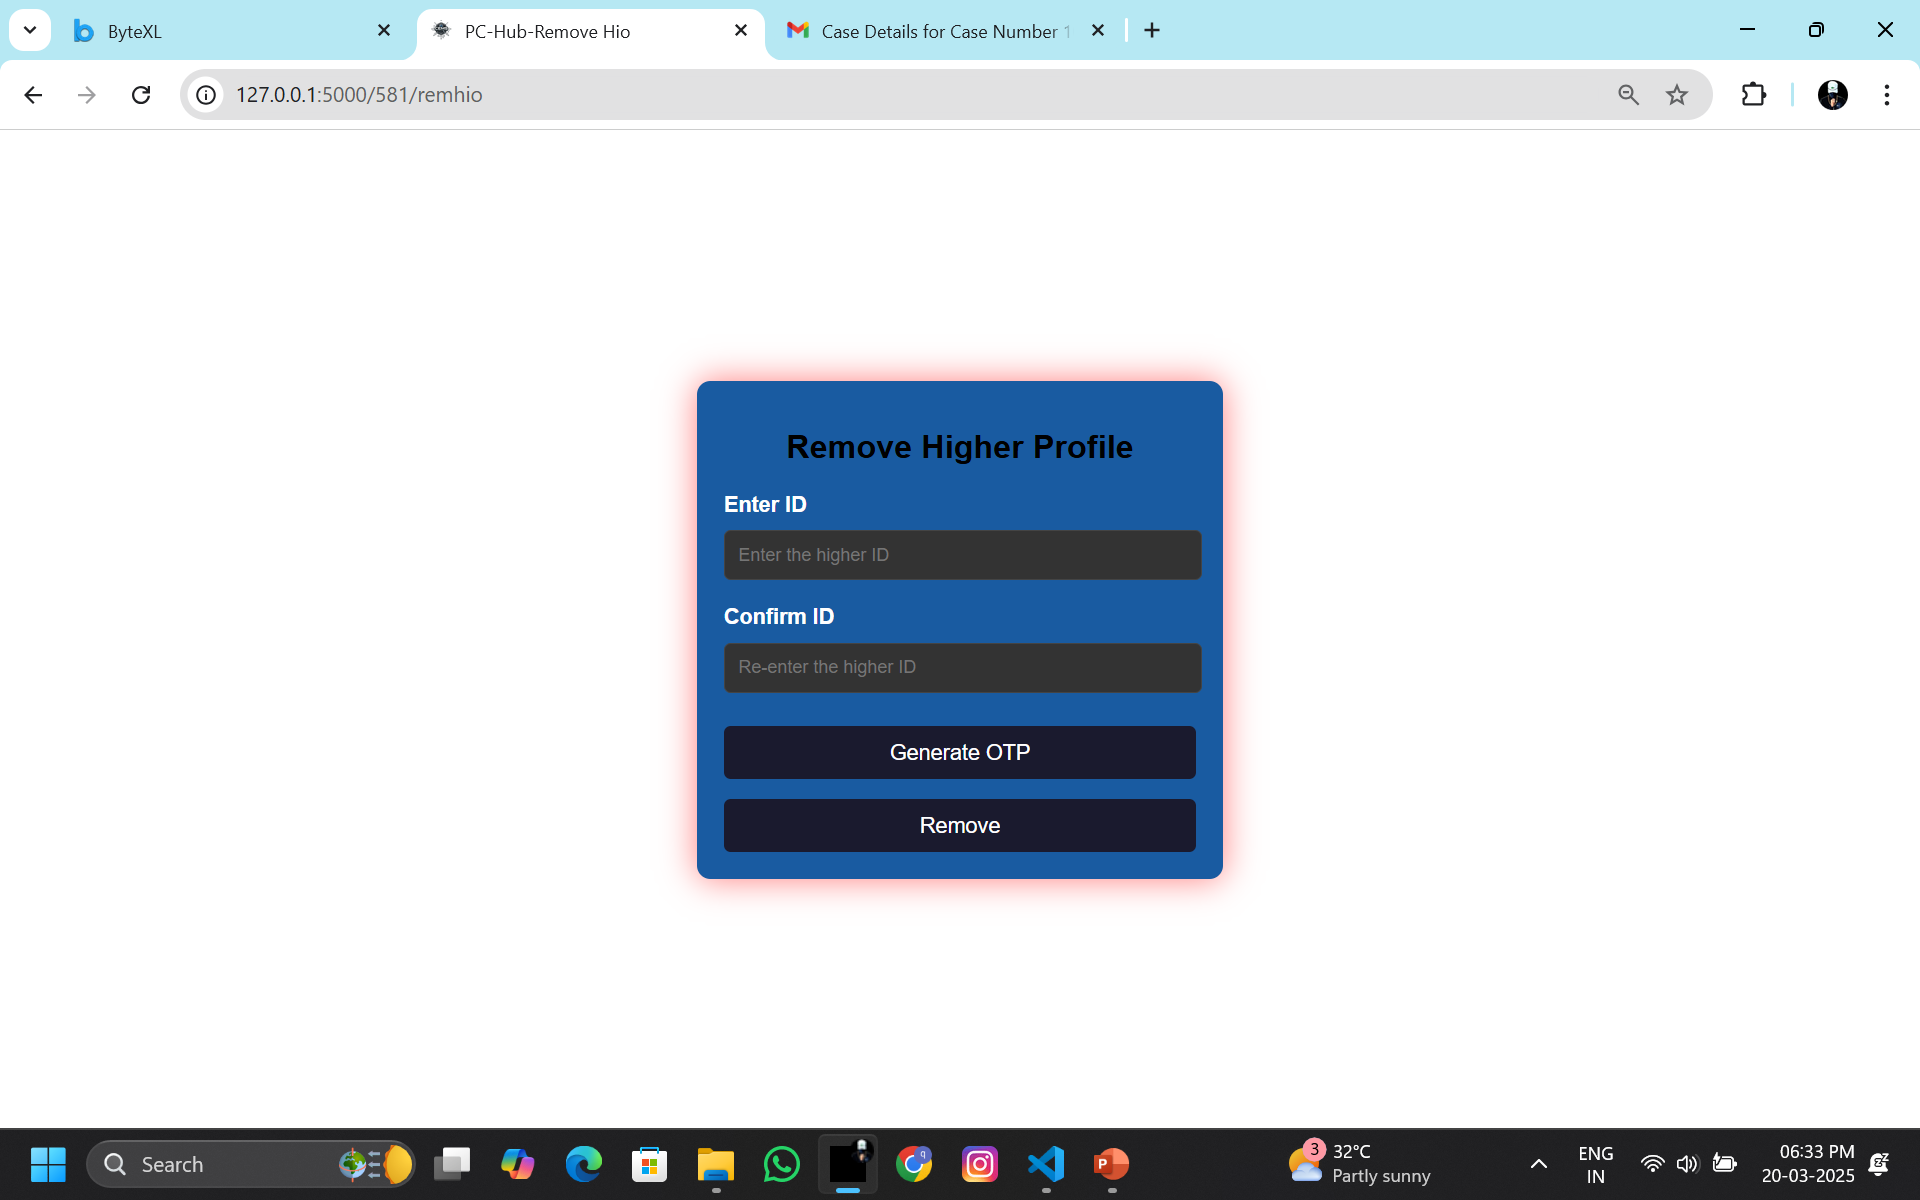 ByteXL
PC-Hub-Remove Hio
Case Details for Case Number 1
127.0.0.1:5000/581/remhio
Remove Higher Profile
Enter ID
Enter the higher ID
Confirm ID
Re-enter the higher ID
Generate OTP
Remove
Search
3
32°C
Partly sunny
ENG
IN
06:33 PM
20-03-2025